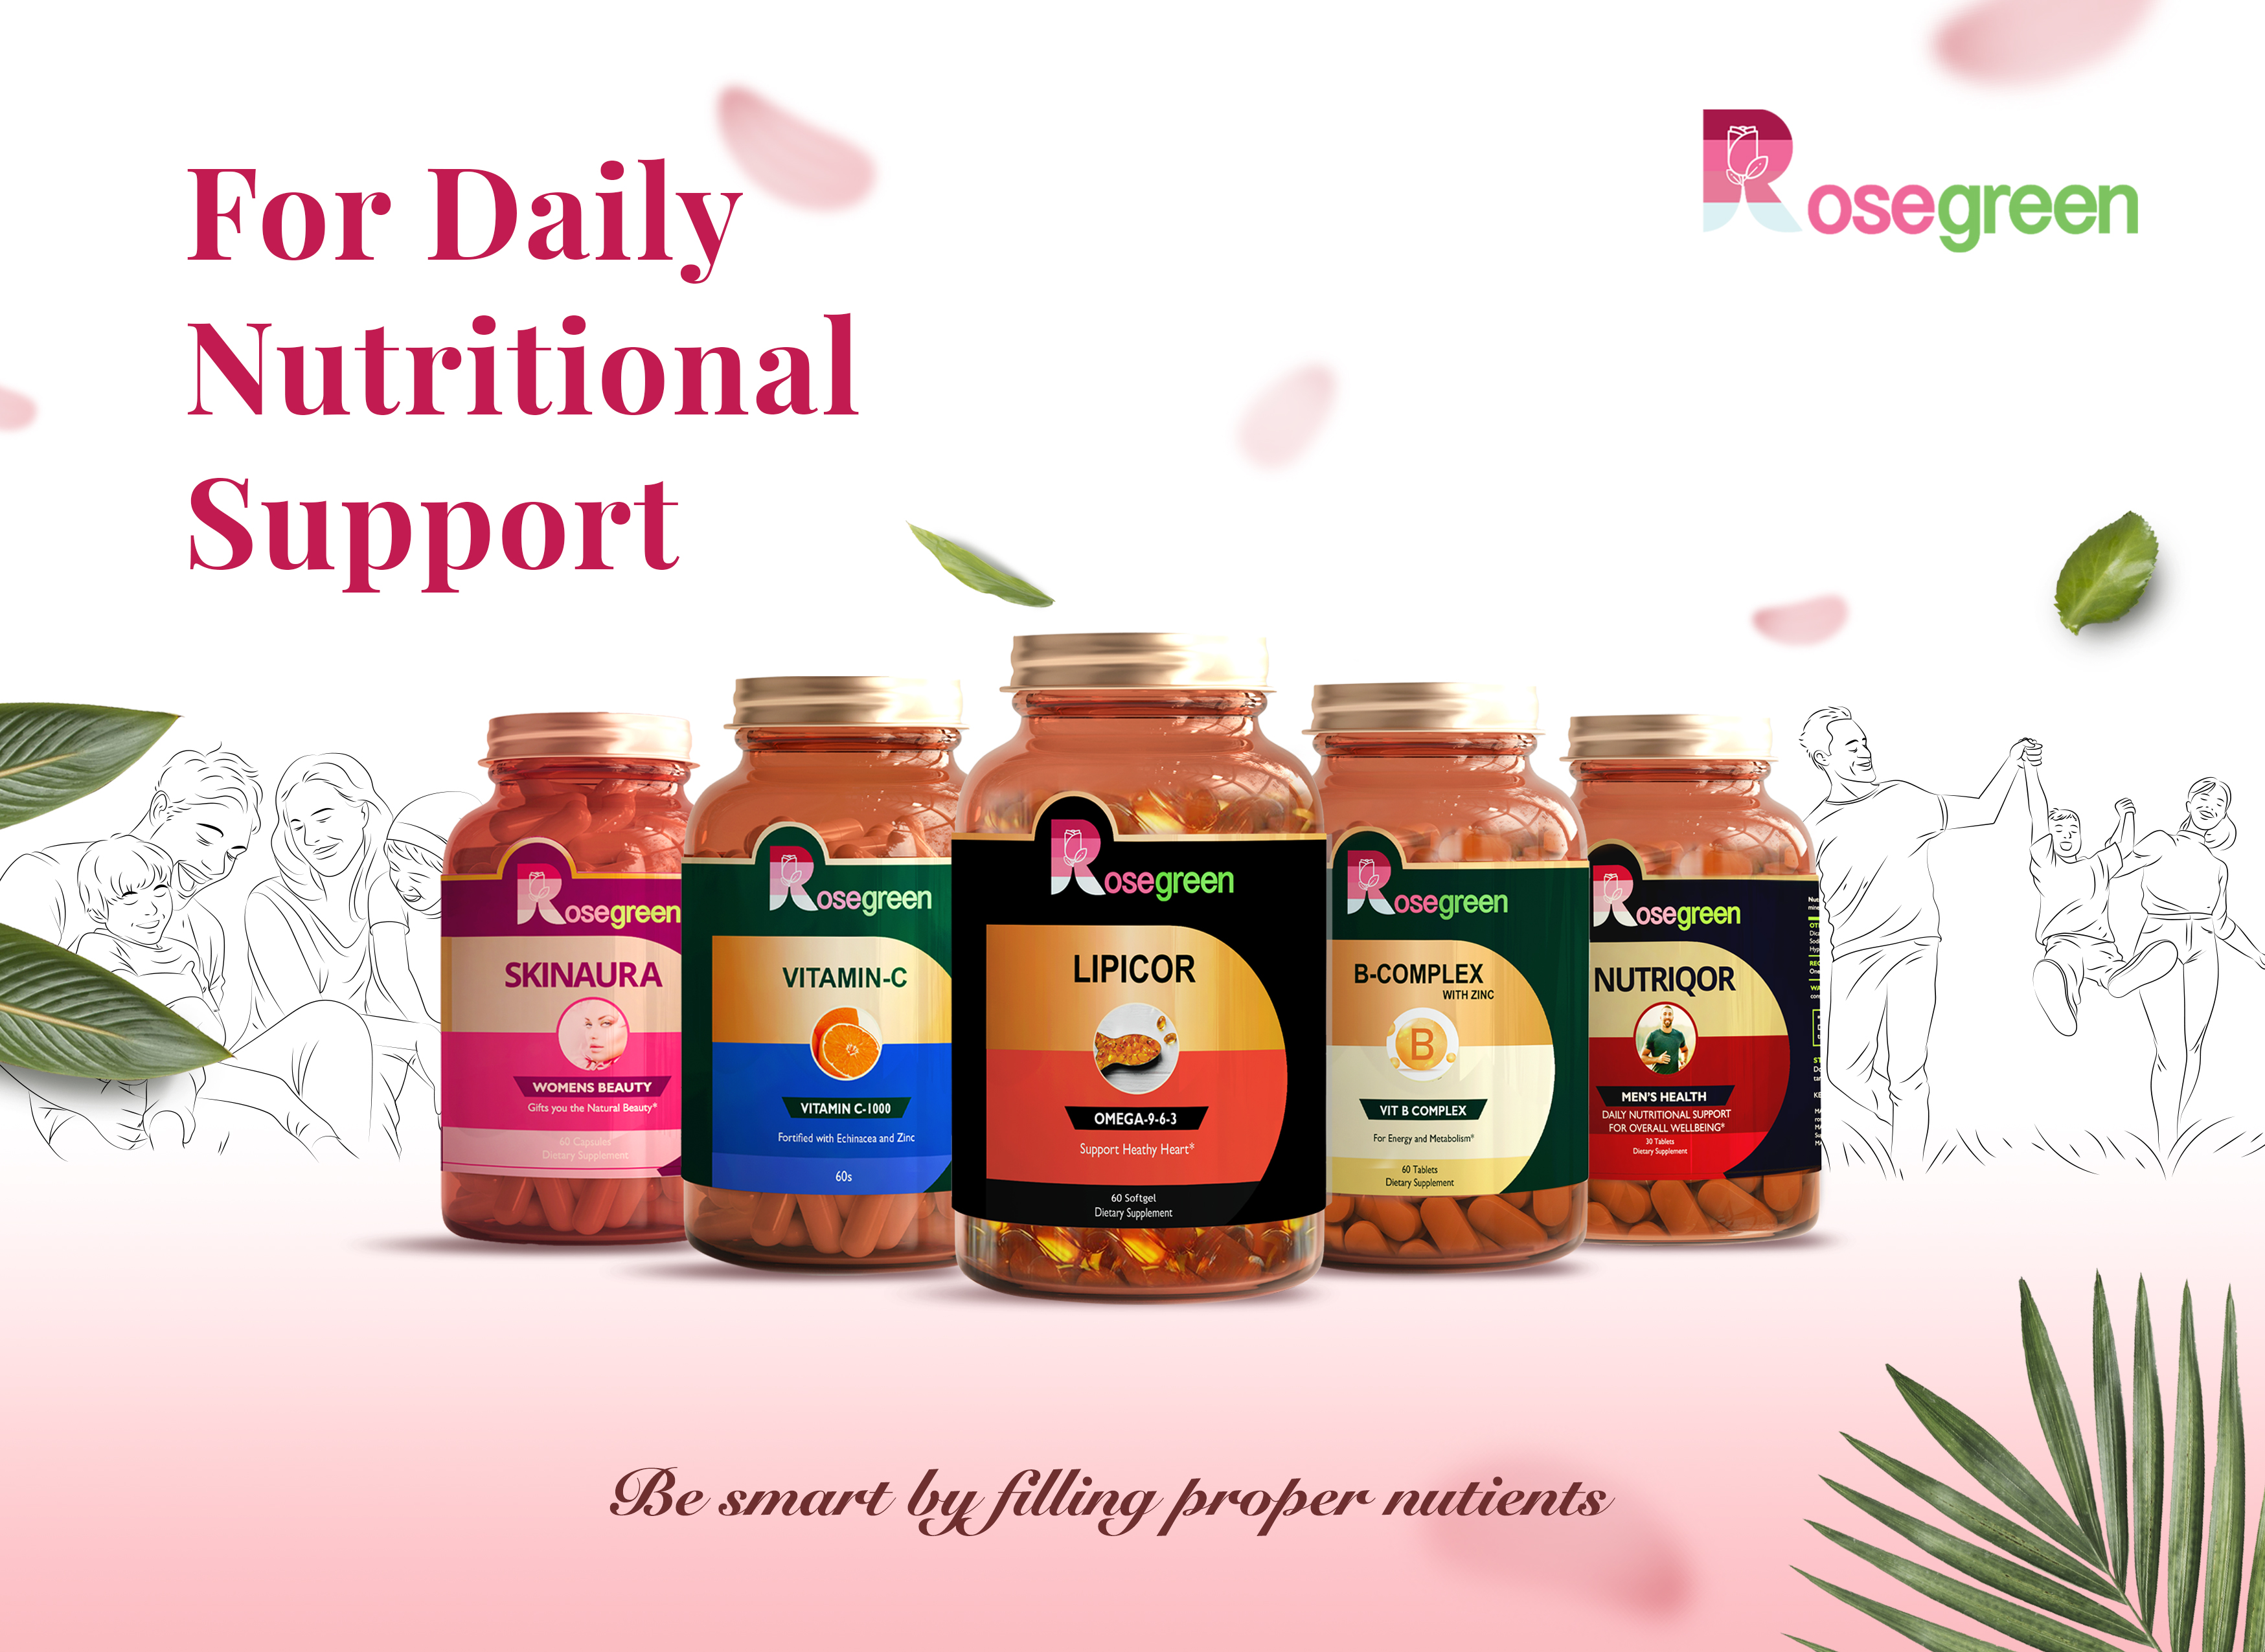 For Daily
Nutritional
Support
Rosegreen
Rosegreen
SKINAURA
WOMENS BEAUTY
Gifts you the Natural Beauty*
60 Capsules
Dietary Supplement
Rosegreen
VITAMIN-C
VITAMIN C-1000
Fortified with Echinacea and Zinc
60s
Rosegreen
LIPICOR
OMEGA-9-6-3
Support Heathy Heart*
60 Softgel
Dietary Supplement
Rosegreen
B-COMPLEX
WITH ZINC
B
VIT B COMPLEX
For Energy and Metabolism*
60 Tablets
Dietary Supplement
Rosegreen
NUTRIQOR
MEN'S HEALTH
DAILY NUTRITIONAL SUPPORT
FOR OVERALL WELLBEING*
30 Tablets
Dietary Supplement
Be smart by filling proper nutients